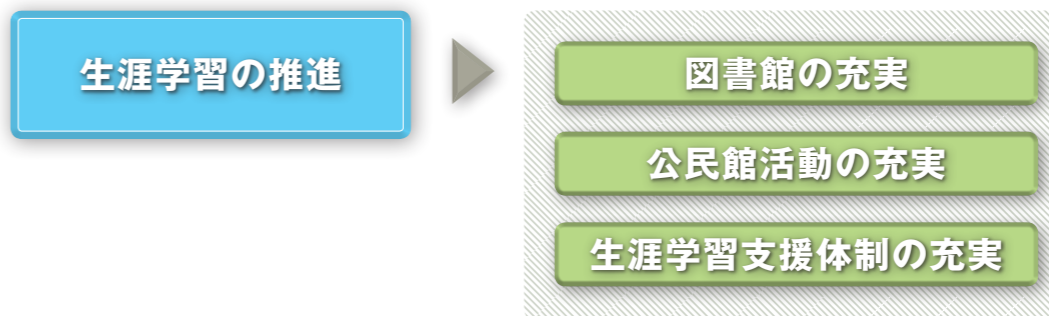 生涯学習の推進
図書館の充実
公民館活動の充実
生涯学習支援体制の充実